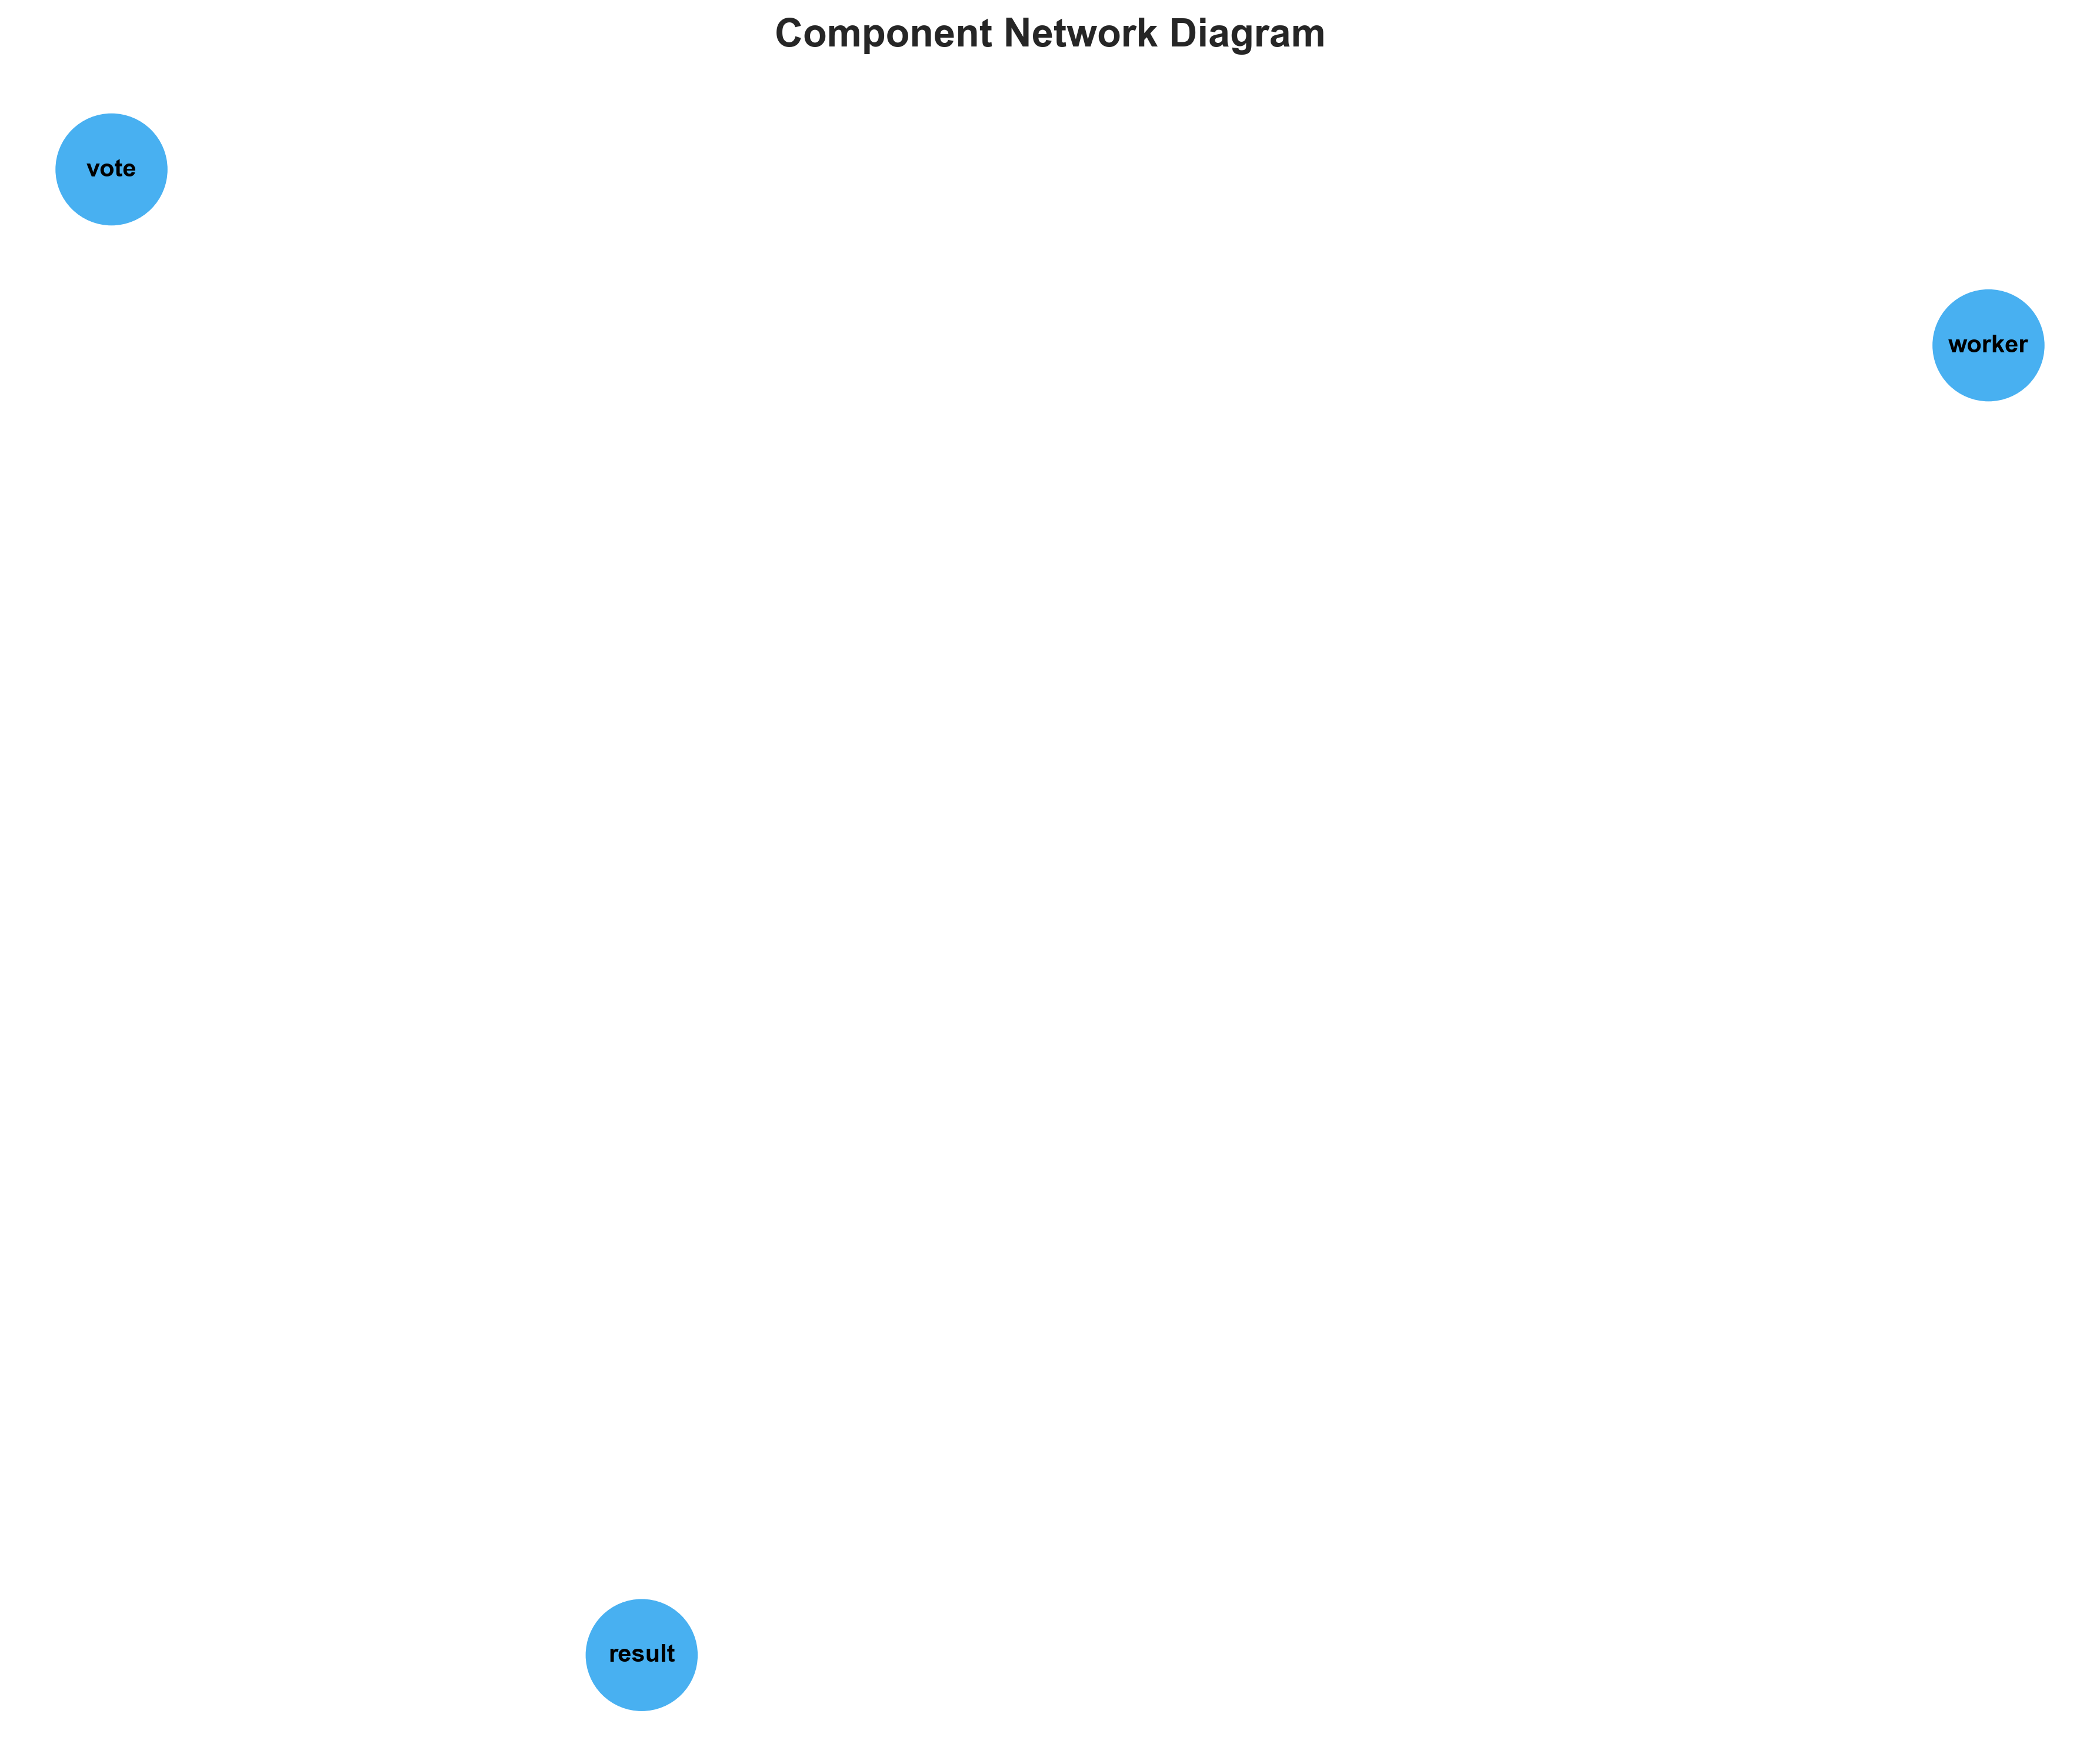 Component Network Diagram
vote
worker
result